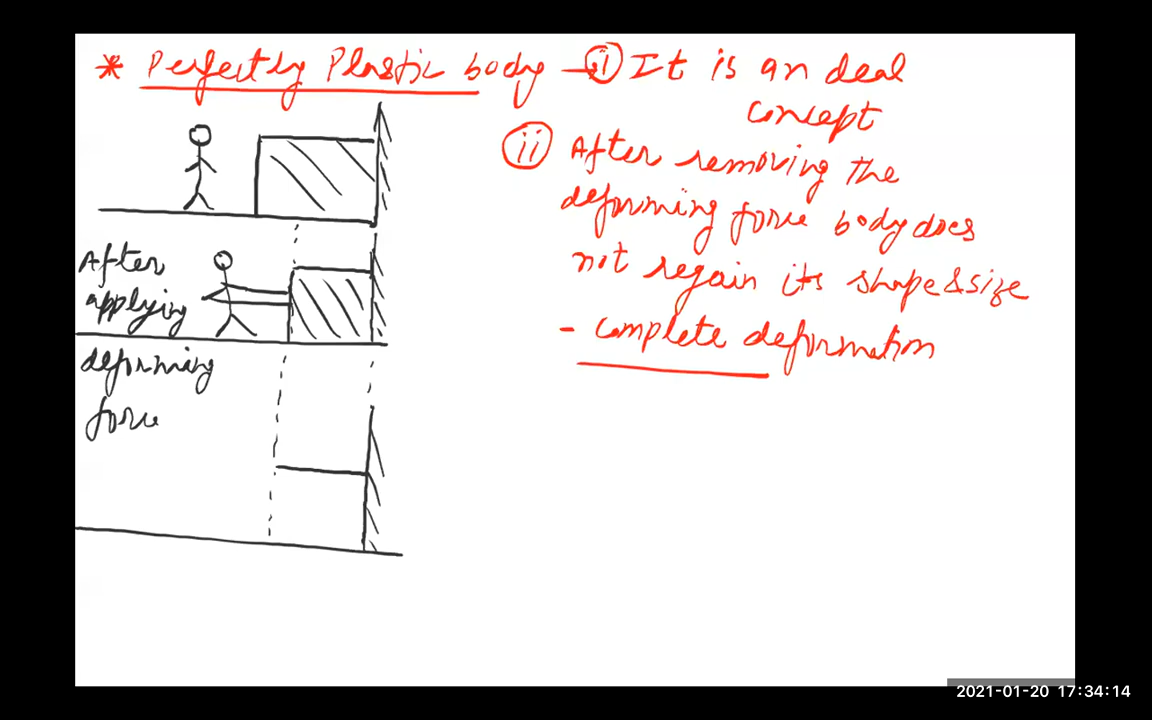 * Perfectly Plastic body → (i) It is an deal
concept
(ii) After removing the
deforming force body does
not regain its shape & size
- complete deformation
After
applying
deforming
force
2021-01-20 17:34:14